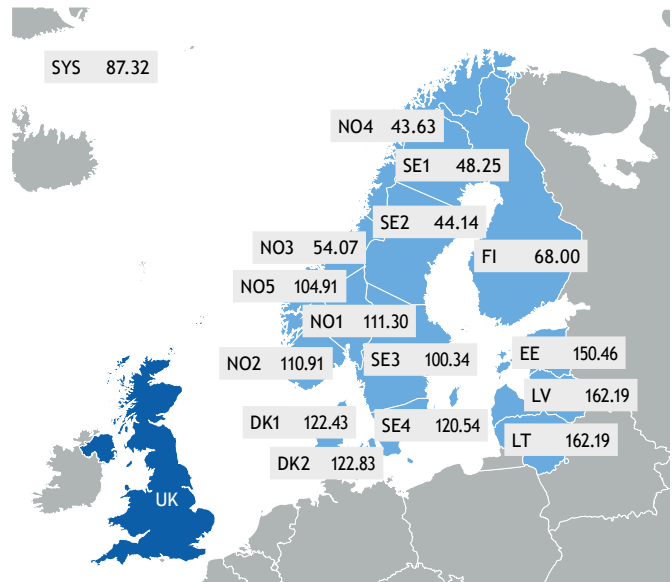 SYS 87.32
NO4 43.63
SE1 48.25
SE2 44.14
NO3 54.07
FI 68.00
NO5 104.91
NO1 111.30
NO2 110.91
SE3 100.34
EE 150.46
LV 162.19
DK1 122.43
SE4 120.54
LT 162.19
DK2 122.83
UK